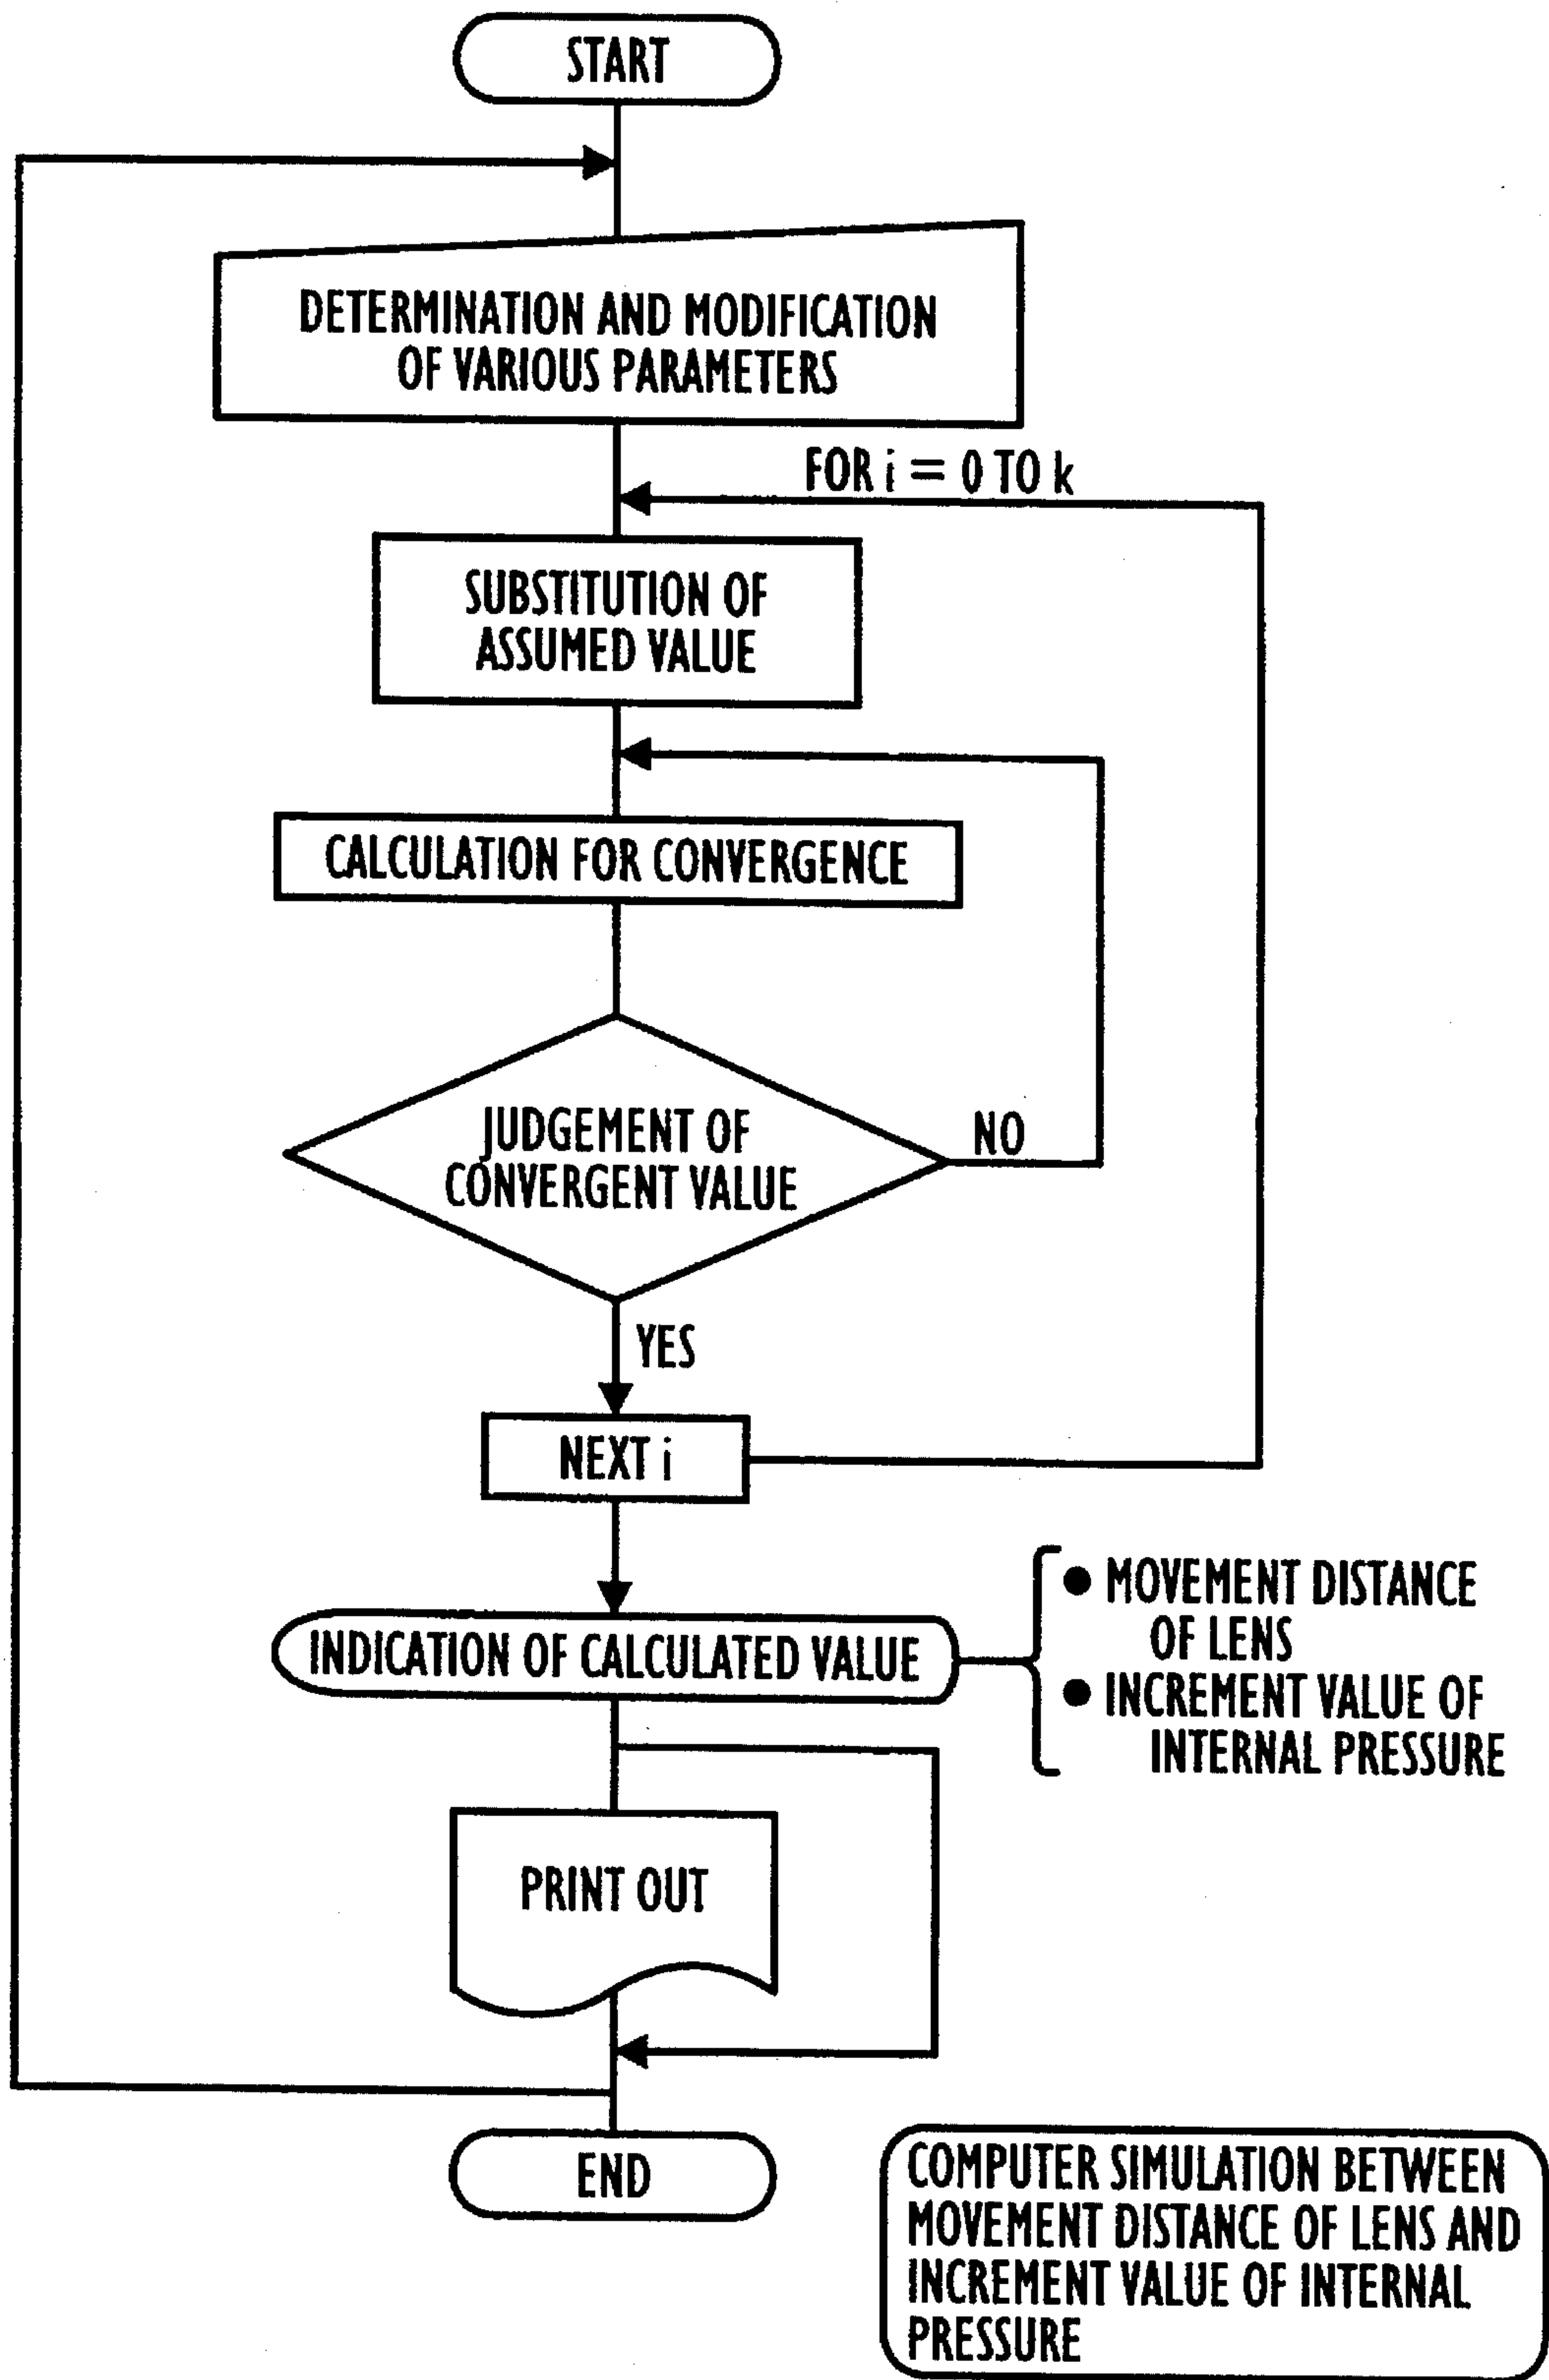 START
DETERMINATION AND MODIFICATION
OF VARIOUS PARAMETERS
FOR i = 0 TO k
SUBSTITUTION OF
ASSUMED VALUE
CALCULATION FOR CONVERGENCE
JUDGEMENT OF
CONVERGENT VALUE
NO
YES
NEXT i
INDICATION OF CALCULATED VALUE
● MOVEMENT DISTANCE
OF LENS
● INCREMENT VALUE OF
INTERNAL PRESSURE
PRINT OUT
END
COMPUTER SIMULATION BETWEEN
MOVEMENT DISTANCE OF LENS AND
INCREMENT VALUE OF INTERNAL
PRESSURE